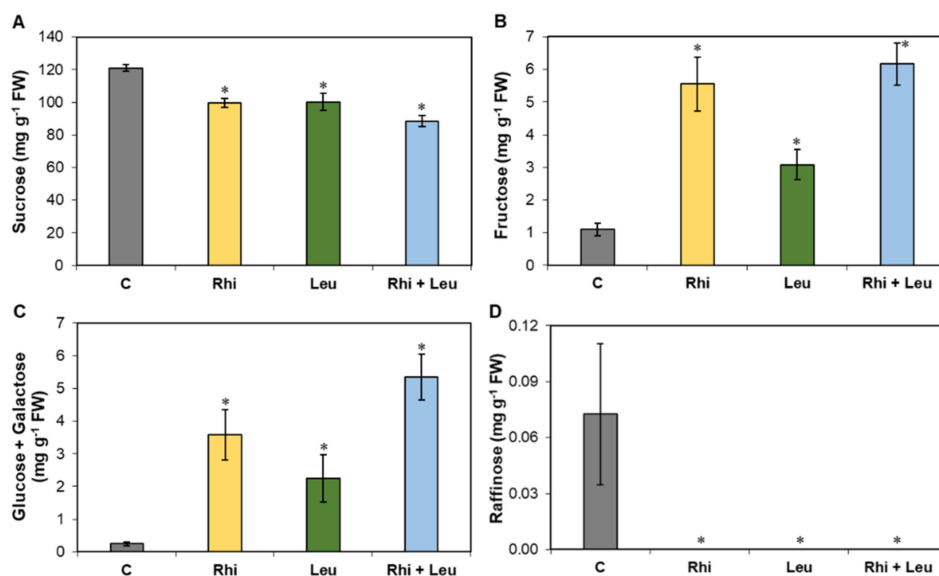 A
Sucrose (mg g⁻¹ FW)
140
120
100
80
60
40
20
0
*
*
*
C Rhi Leu Rhi + Leu
B
Fructose (mg g⁻¹ FW)
7
6
5
4
3
2
1
0
*
*
*
C Rhi Leu Rhi + Leu
C
Glucose + Galactose
(mg g⁻¹ FW)
7
6
5
4
3
2
1
0
*
*
*
C Rhi Leu Rhi + Leu
D
Raffinose (mg g⁻¹ FW)
0.12
0.09
0.06
0.03
0.00
* * *
C Rhi Leu Rhi + Leu